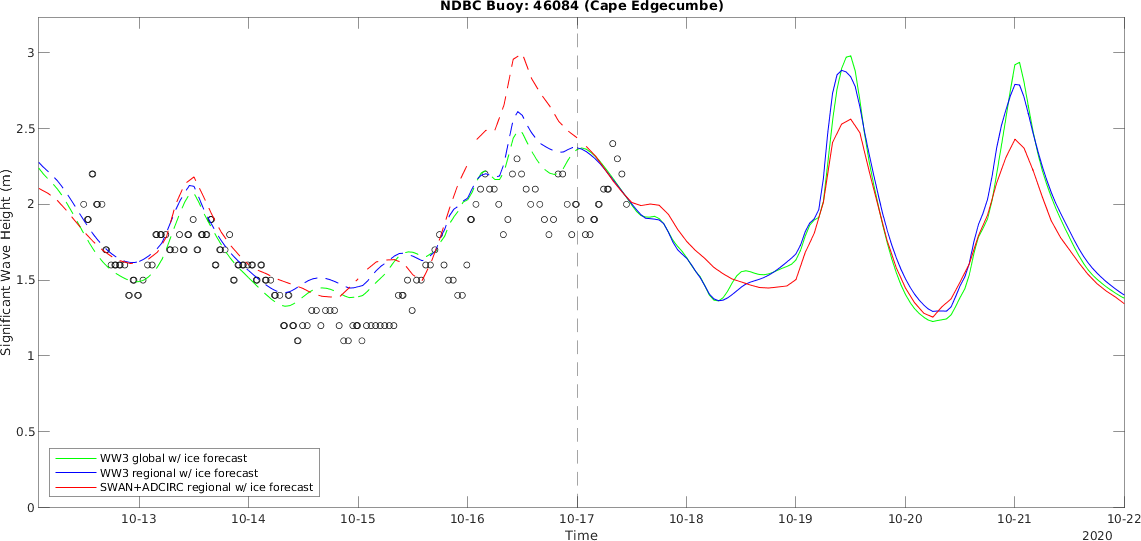 NDBC Buoy: 46084 (Cape Edgecumbe)
Significant Wave Height (m)
3
2.5
2
1.5
1
0.5
0
WW3 global w/ ice forecast
WW3 regional w/ ice forecast
SWAN+ADCIRC regional w/ ice forecast
10-13 10-14 10-15 10-16 10-17 10-18 10-19 10-20 10-21 10-22
Time 2020